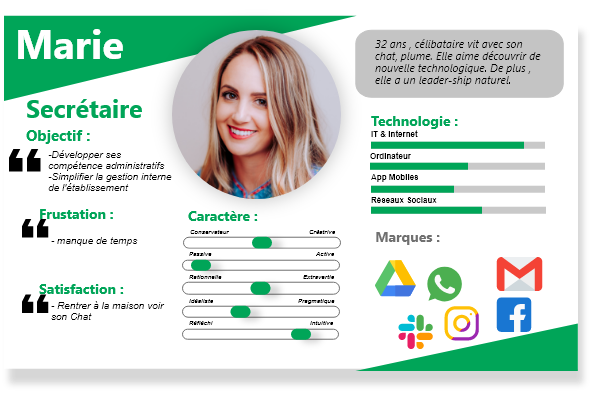 Marie
32 ans , célibataire vit avec son
chat, plume. Elle aime découvrir de
nouvelle technologique. De plus ,
elle a un leader-ship naturel.
Secrétaire
Objectif :
-Développer ses
compétence administratifs
-Simplifier la gestion interne
de l'établissement
Frustation :
- manque de temps
Satisfaction :
- Rentrer à la maison voir
son Chat
Caractère :
Conservateur Créatrive
Passive Active
Rationnelle Extravertie
Idéaliste Pragmatique
Réfléchi Intuitive
Technologie :
IT & Internet
Ordinateur
App Mobiles
Réseaux Sociaux
Marques :